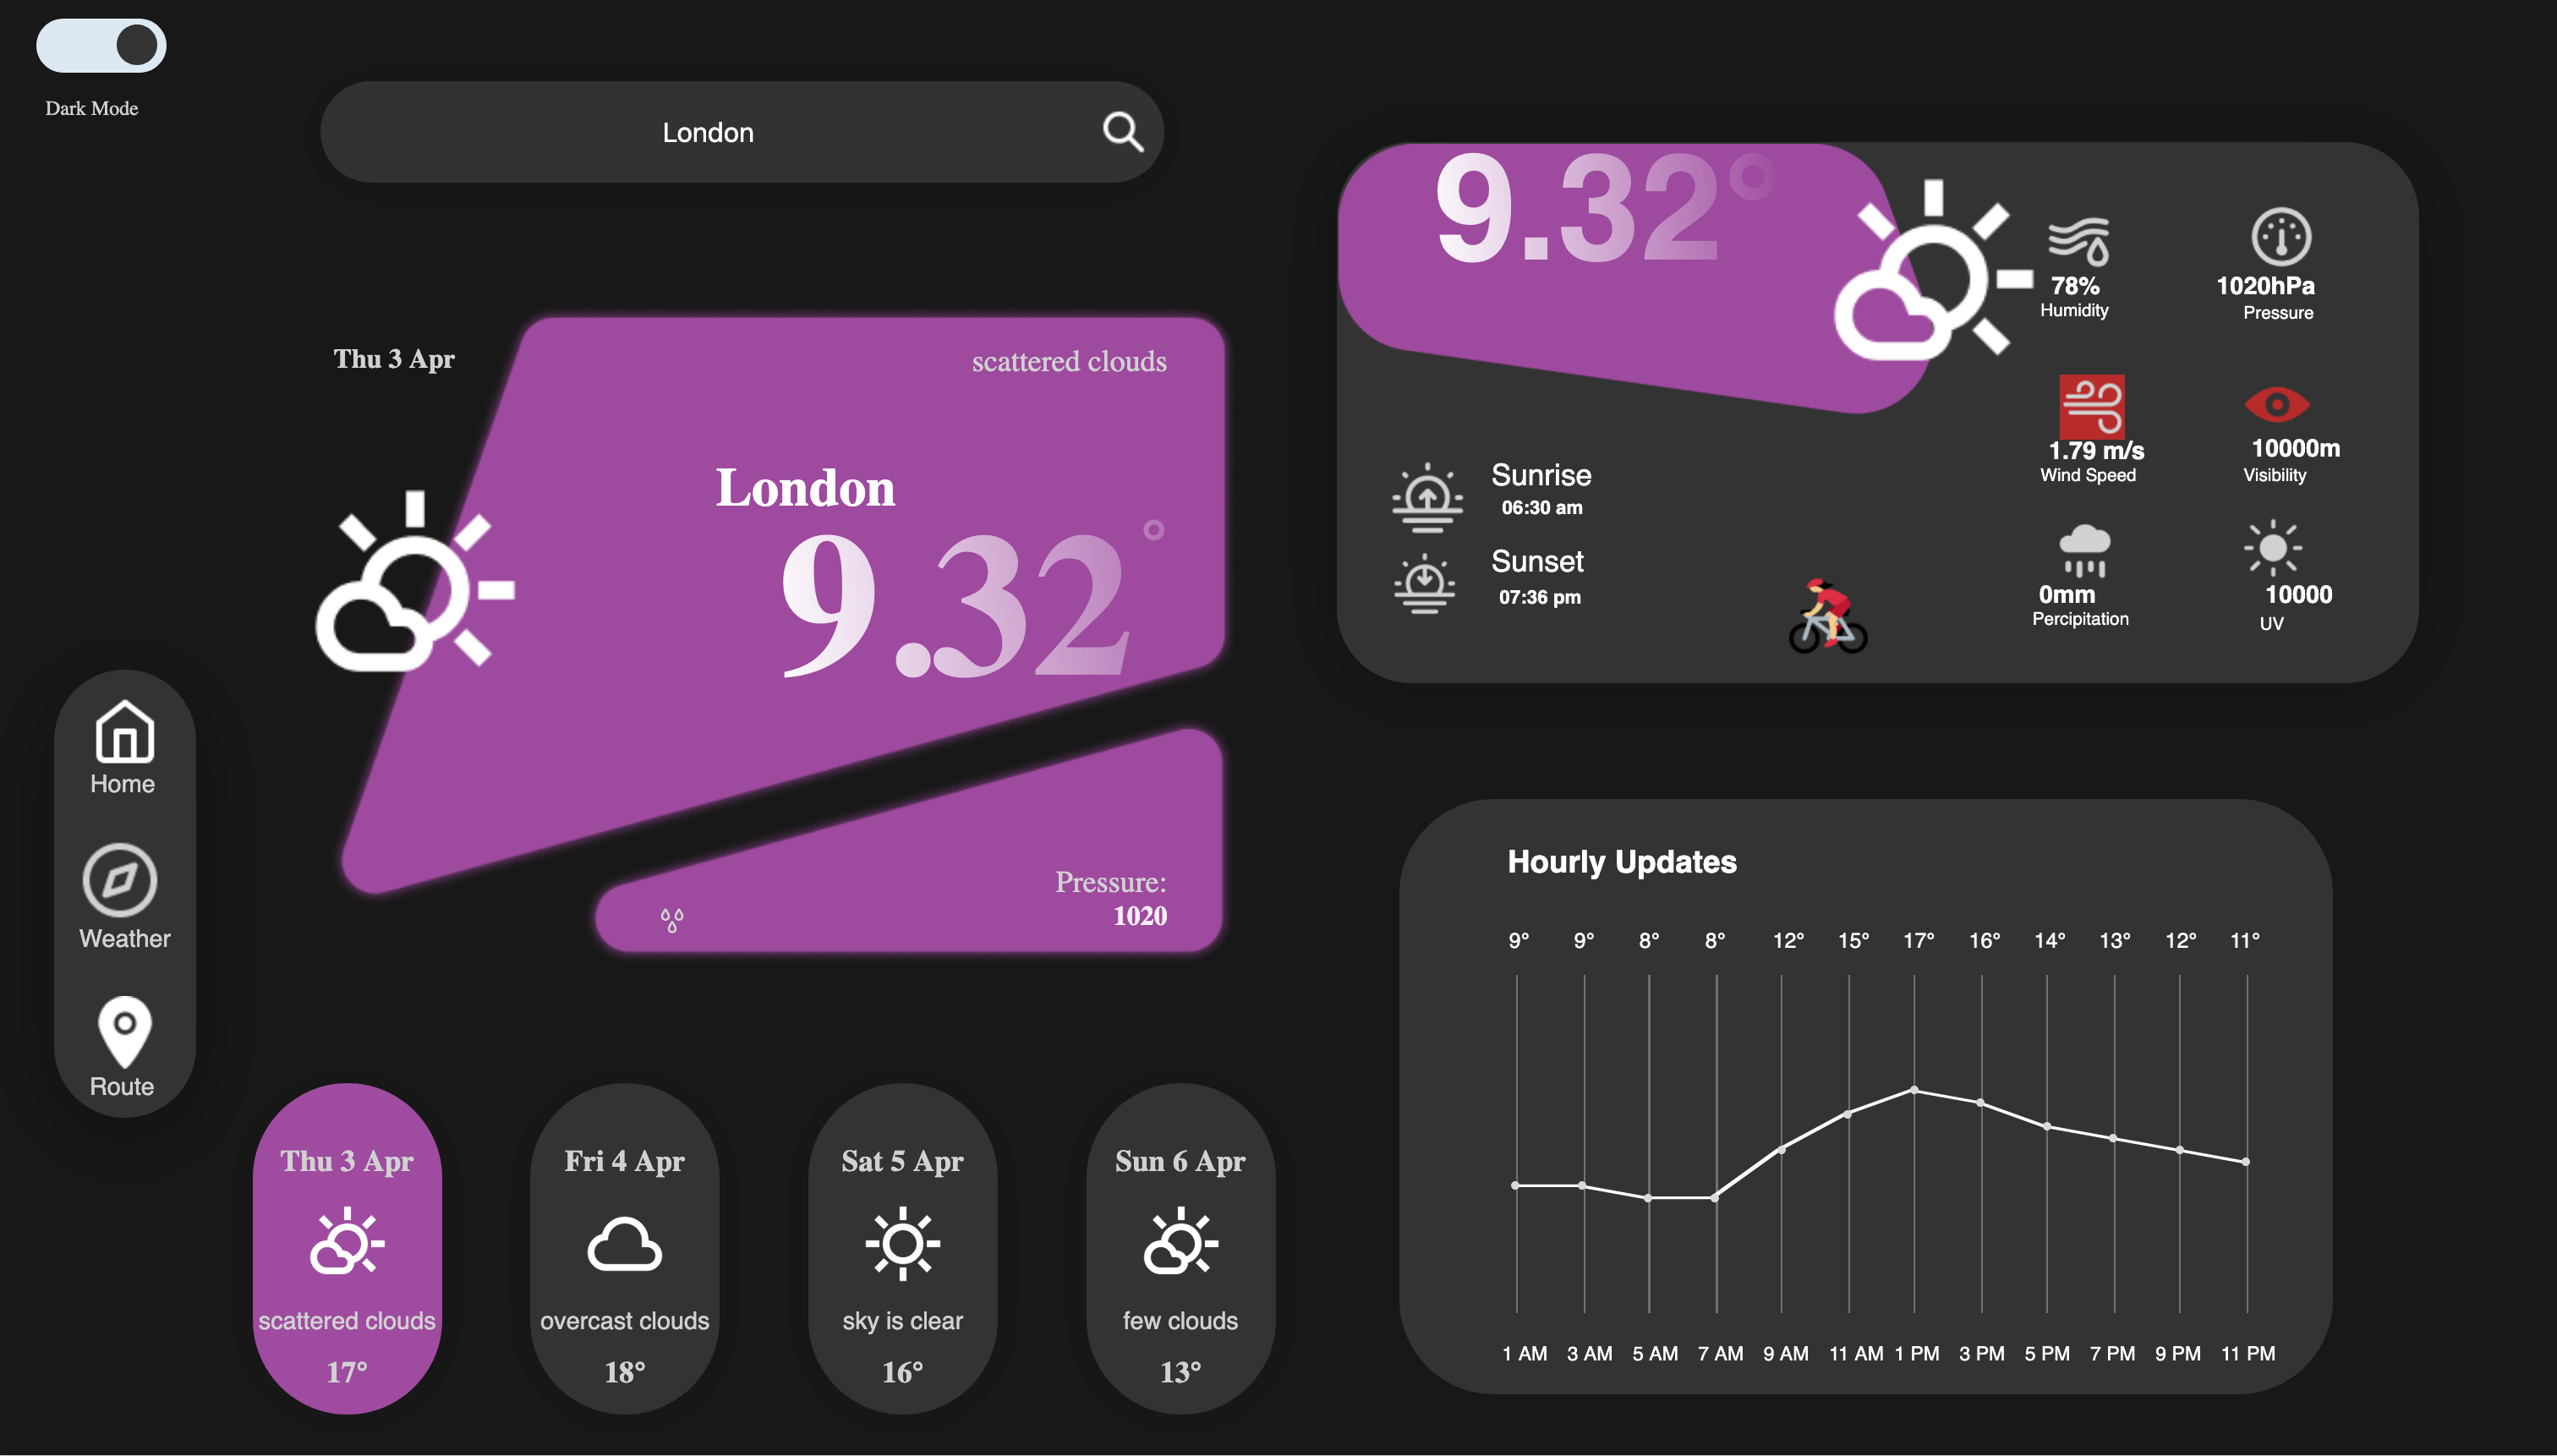 Dark Mode
London
Thu 3 Apr
scattered clouds
London
9.32°
Pressure:
1020
Home
Weather
Route
Thu 3 Apr
scattered clouds
17°
Fri 4 Apr
overcast clouds
18°
Sat 5 Apr
sky is clear
16°
Sun 6 Apr
few clouds
13°
9.32°
78%
Humidity
1020hPa
Pressure
1.79 m/s
Wind Speed
10000m
Visibility
0mm
Percipitation
10000
UV
Sunrise
06:30 am
Sunset
07:36 pm
Hourly Updates
9° 9° 8° 8° 12° 15° 17° 16° 14° 13° 12° 11°
1 AM 3 AM 5 AM 7 AM 9 AM 11 AM 1 PM 3 PM 5 PM 7 PM 9 PM 11 PM